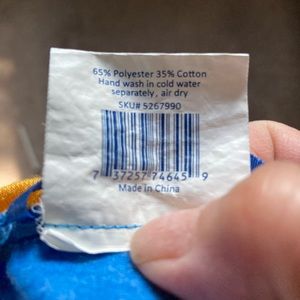 65% Polyester 35% Cotton
Hand wash in cold water
separately, air dry
SKU# 5267990
7 37257 74645 9
Made in China